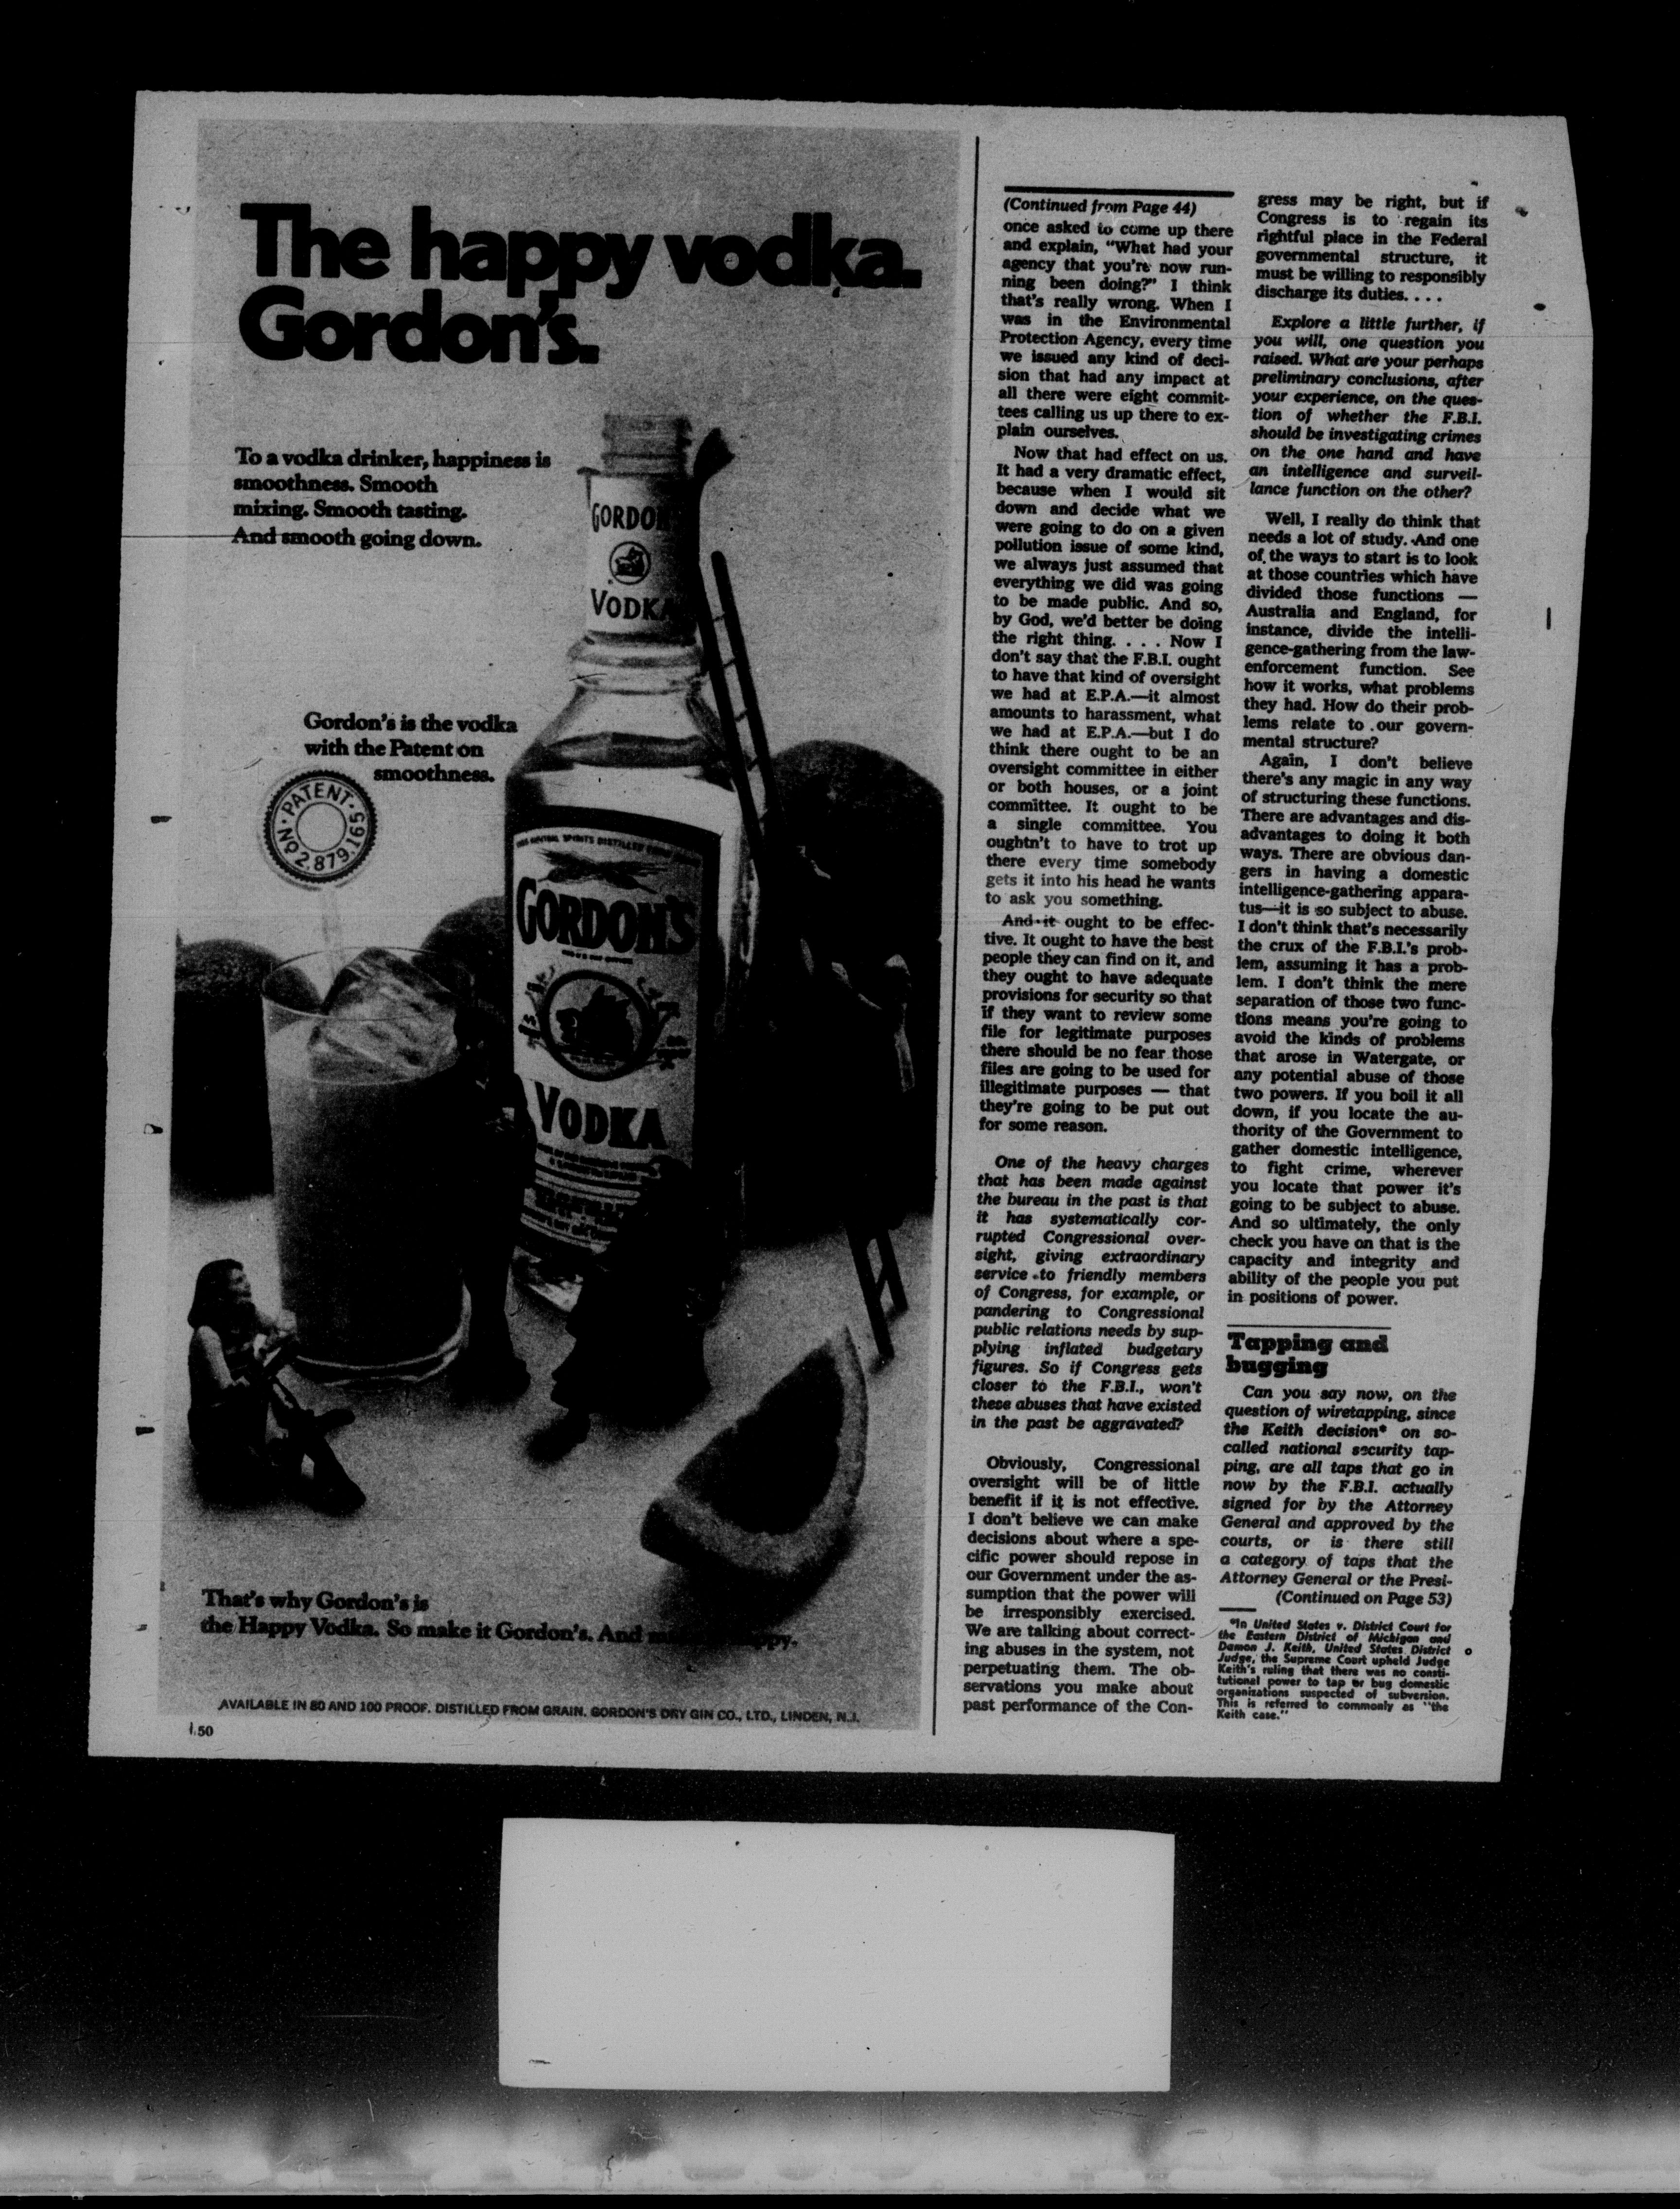 The happy vodka.
Gordon's.
To a vodka drinker, happiness is
smoothness. Smooth
mixing. Smooth tasting.
And smooth going down.
GORDON
VODKA
Gordon's is the vodka
with the Patent on
smoothness.
PATENT
NO 2,879,165
GORDON'S
VODKA
That's why Gordon's is
the Happy Vodka. So make it Gordon's. And
AVAILABLE IN 80 AND 100 PROOF. DISTILLED FROM GRAIN. GORDON'S DRY GIN CO., LTD., LINDEN, N.J.
50
(Continued from Page 44)
once asked to come up there
and explain, "What had your
agency that you're now run-
ning been doing?" I think
that's really wrong. When I
was in the Environmental
Protection Agency, every time
we issued any kind of deci-
sion that had any impact at
all there were eight commit-
tees calling us up there to ex-
plain ourselves.
Now that had effect on us.
It had a very dramatic effect,
because when I would sit
down and decide what we
were going to do on a given
pollution issue of some kind,
we always just assumed that
everything we did was going
to be made public. And so,
by God, we'd better be doing
the right thing. . . . Now I
don't say that the F.B.I. ought
to have that kind of oversight
we had at E.P.A.—it almost
amounts to harassment, what
we had at E.P.A.—but I do
think there ought to be an
oversight committee in either
or both houses, or a joint
committee. It ought to be
a single committee. You
oughtn't to have to trot up
there every time somebody
gets it into his head he wants
to ask you something.
And it ought to be effec-
tive. It ought to have the best
people they can find on it, and
they ought to have adequate
provisions for security so that
if they want to review some
file for legitimate purposes
there should be no fear those
files are going to be used for
illegitimate purposes — that
they're going to be put out
for some reason.
One of the heavy charges
that has been made against
the bureau in the past is that
it has systematically cor-
rupted Congressional over-
sight, giving extraordinary
service to friendly members
of Congress, for example, or
pandering to Congressional
public relations needs by sup-
plying inflated budgetary
figures. So if Congress gets
closer to the F.B.I., won't
these abuses that have existed
in the past be aggravated?
Obviously, Congressional
oversight will be of little
benefit if it is not effective.
I don't believe we can make
decisions about where a spe-
cific power should repose in
our Government under the as-
sumption that the power will
be irresponsibly exercised.
We are talking about correct-
ing abuses in the system, not
perpetuating them. The ob-
servations you make about
past performance of the Con-
gress may be right, but if
Congress is to regain its
rightful place in the Federal
governmental structure, it
must be willing to responsibly
discharge its duties. . . .
Explore a little further, if
you will, one question you
raised. What are your perhaps
preliminary conclusions, after
your experience, on the ques-
tion of whether the F.B.I.
should be investigating crimes
on the one hand and have
an intelligence and surveil-
lance function on the other?
Well, I really do think that
needs a lot of study. And one
of the ways to start is to look
at those countries which have
divided those functions —
Australia and England, for
instance, divide the intelli-
gence-gathering from the law-
enforcement function. See
how it works, what problems
they had. How do their prob-
lems relate to our govern-
mental structure?
Again, I don't believe
there's any magic in any way
of structuring these functions.
There are advantages and dis-
advantages to doing it both
ways. There are obvious dan-
gers in having a domestic
intelligence-gathering appara-
tus—it is so subject to abuse.
I don't think that's necessarily
the crux of the F.B.I.'s prob-
lem, assuming it has a prob-
lem. I don't think the mere
separation of those two func-
tions means you're going to
avoid the kinds of problems
that arose in Watergate, or
any potential abuse of those
two powers. If you boil it all
down, if you locate the au-
thority of the Government to
gather domestic intelligence,
to fight crime, wherever
you locate that power it's
going to be subject to abuse.
And so ultimately, the only
check you have on that is the
capacity and integrity and
ability of the people you put
in positions of power.
Tapping and
bugging
Can you say now, on the
question of wiretapping, since
the Keith decision* on so-
called national security tap-
ping, are all taps that go in
now by the F.B.I. actually
signed for by the Attorney
General and approved by the
courts, or is there still
a category of taps that the
Attorney General or the Presi-
(Continued on Page 53)
*In United States v. District Court for
the Eastern District of Michigan and
Damon J. Keith, United States District
Judge, the Supreme Court upheld Judge
Keith's ruling that there was no consti-
tutional power to tap or bug domestic
organizations suspected of subversion.
This is referred to commonly as "the
Keith case."